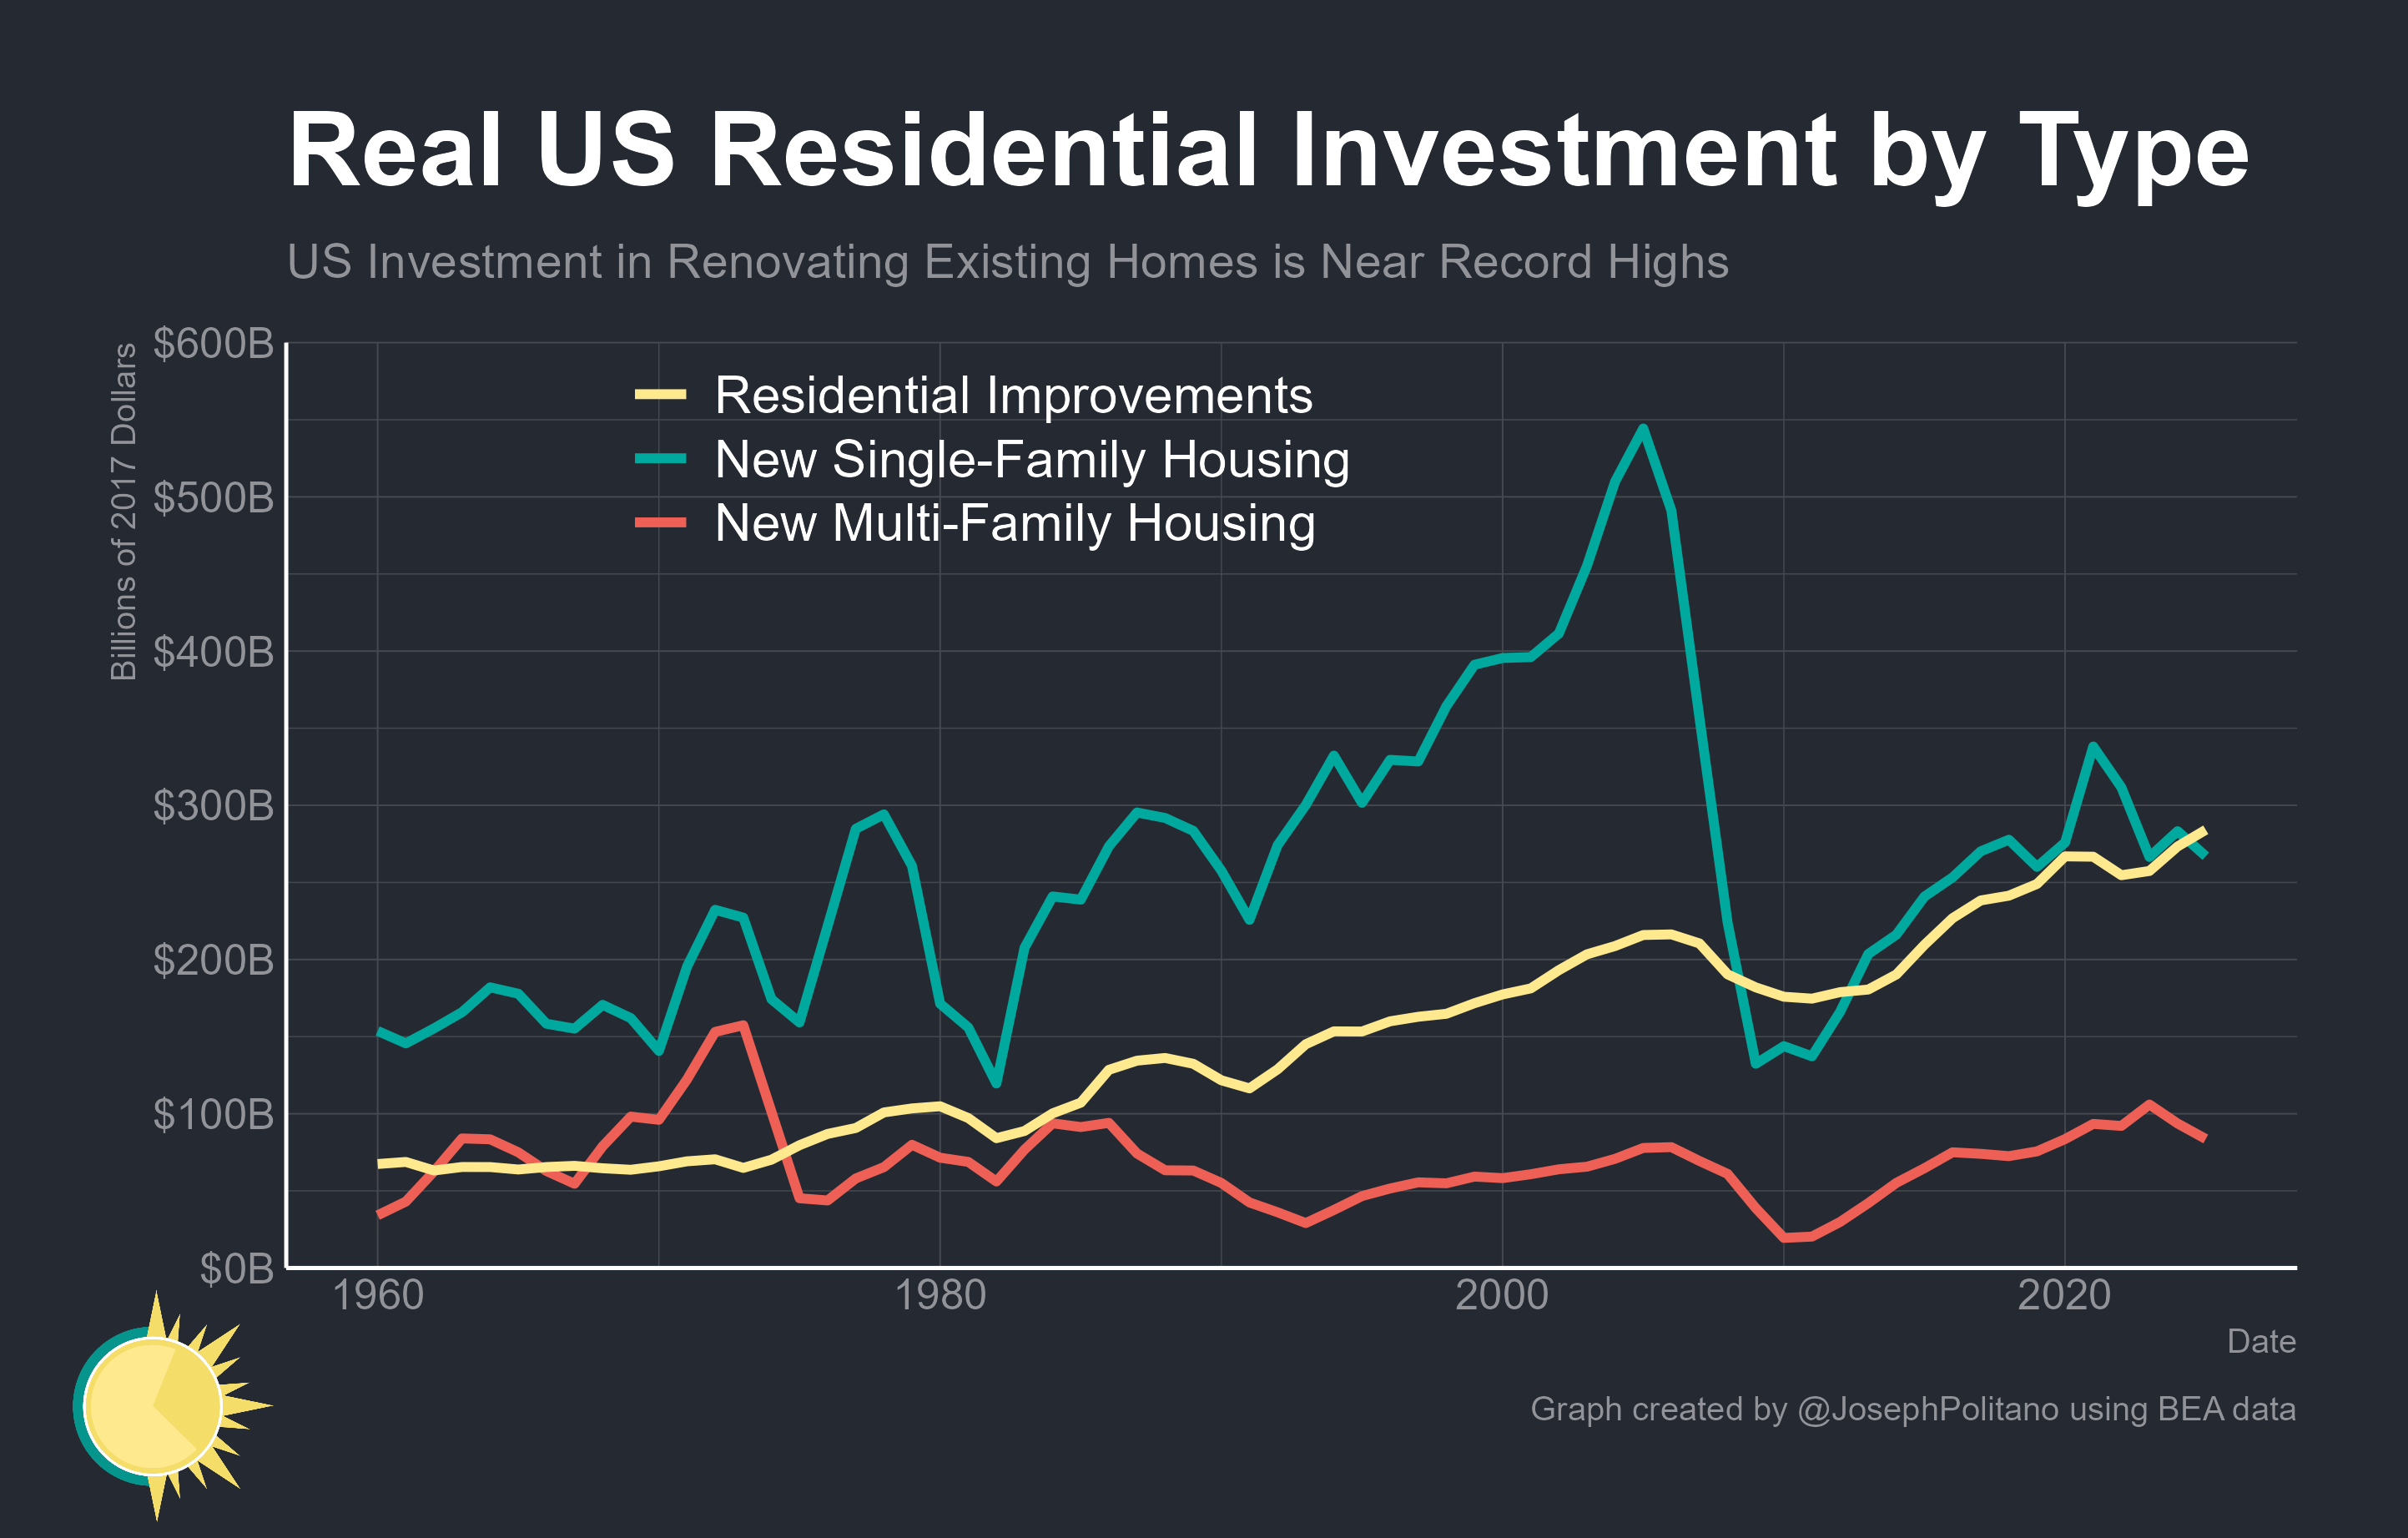 Real US Residential Investment by Type
US Investment in Renovating Existing Homes is Near Record Highs
Billions of 2017 Dollars
$600B
$500B
$400B
$300B
$200B
$100B
$0B
Residential Improvements
New Single-Family Housing
New Multi-Family Housing
1960 1980 2000 2020
Date
Graph created by @JosephPolitano using BEA data